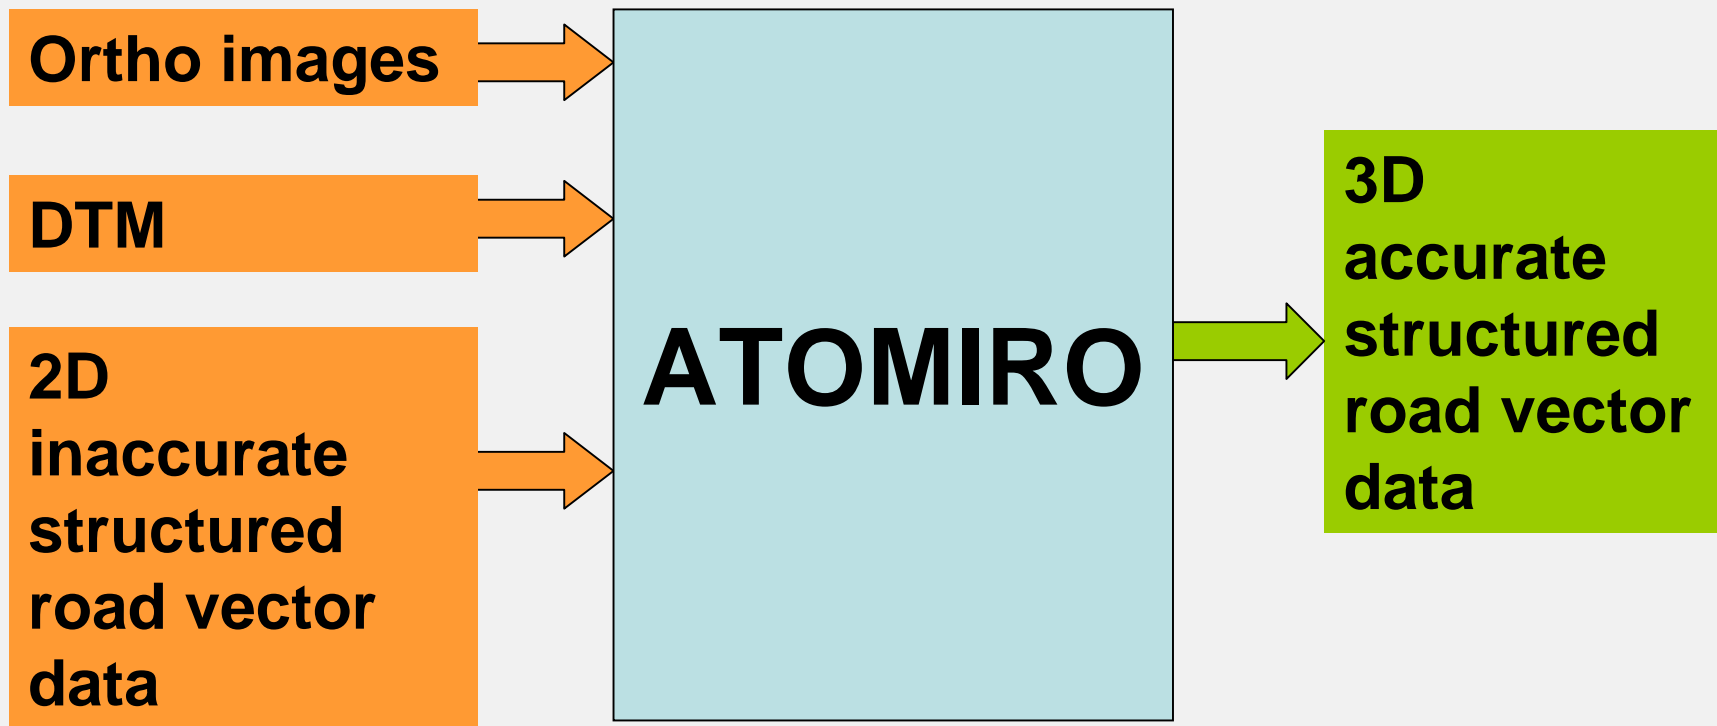 Ortho images
DTM
2D
inaccurate
structured
road vector
data
ATOMIRO
3D
accurate
structured
road vector
data